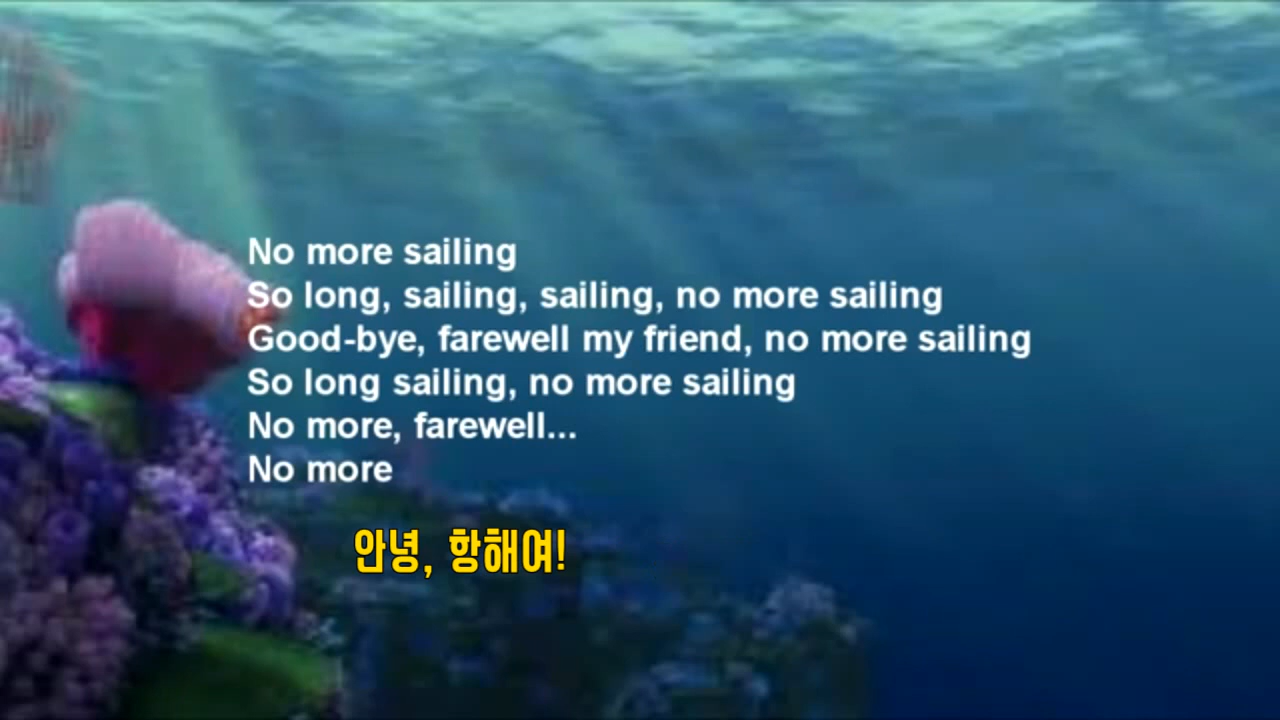 No more sailing
So long, sailing, sailing, no more sailing
Good-bye, farewell my friend, no more sailing
So long sailing, no more sailing
No more, farewell...
No more
안녕, 항해여!